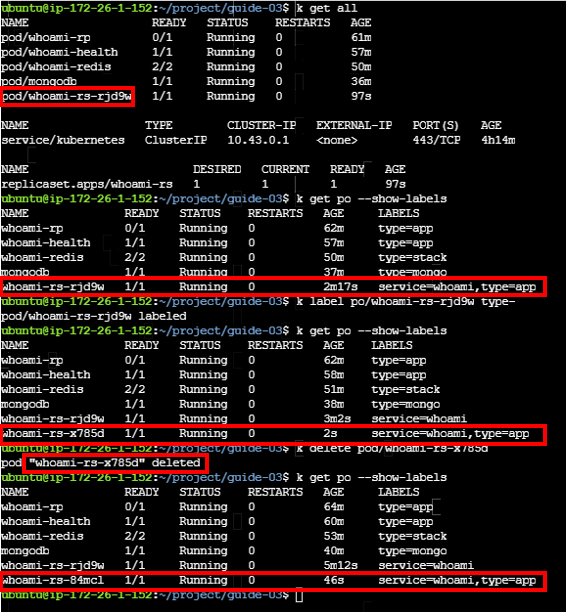 ubuntu@ip-172-26-1-152:~/project/guide-03$ k get all
NAME READY STATUS RESTARTS AGE
pod/whoami-rp 0/1 Running 0 61m
pod/whoami-health 1/1 Running 0 57m
pod/whoami-redis 2/2 Running 0 50m
pod/mongodb 1/1 Running 0 36m
pod/whoami-rs-rjd9w 1/1 Running 0 97s
NAME TYPE CLUSTER-IP EXTERNAL-IP PORT(S) AGE
service/kubernetes ClusterIP 10.43.0.1 <none> 443/TCP 4h14m
NAME DESIRED CURRENT READY AGE
replicaset.apps/whoami-rs 1 1 1 97s
ubuntu@ip-172-26-1-152:~/project/guide-03$ k get po --show-labels
NAME READY STATUS RESTARTS AGE LABELS
whoami-rp 0/1 Running 0 62m type=app
whoami-health 1/1 Running 0 57m type=app
whoami-redis 2/2 Running 0 50m type=stack
mongodb 1/1 Running 0 37m type=mongo
whoami-rs-rjd9w 1/1 Running 0 2m17s service=whoami,type=app
ubuntu@ip-172-26-1-152:~/project/guide-03$ k label po/whoami-rs-rjd9w type-
pod/whoami-rs-rjd9w labeled
ubuntu@ip-172-26-1-152:~/project/guide-03$ k get po --show-labels
NAME READY STATUS RESTARTS AGE LABELS
whoami-rp 0/1 Running 0 62m type=app
whoami-health 1/1 Running 0 58m type=app
whoami-redis 2/2 Running 0 51m type=stack
mongodb 1/1 Running 0 38m type=mongo
whoami-rs-rjd9w 1/1 Running 0 3m2s service=whoami
whoami-rs-x785d 1/1 Running 0 2s service=whoami,type=app
ubuntu@ip-172-26-1-152:~/project/guide-03$ k delete pod/whoami-rs-x785d
pod "whoami-rs-x785d" deleted
ubuntu@ip-172-26-1-152:~/project/guide-03$ k get po --show-labels
NAME READY STATUS RESTARTS AGE LABELS
whoami-rp 0/1 Running 0 64m type=app
whoami-health 1/1 Running 0 60m type=app
whoami-redis 2/2 Running 0 53m type=stack
mongodb 1/1 Running 0 40m type=mongo
whoami-rs-rjd9w 1/1 Running 0 5m12s service=whoami
whoami-rs-84mcl 1/1 Running 0 46s service=whoami,type=app
ubuntu@ip-172-26-1-152:~/project/guide-03$